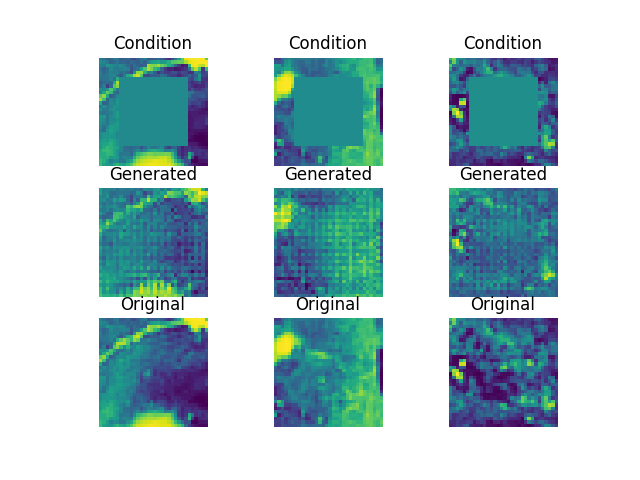 Condition Condition Condition
Generated Generated Generated
Original Original Original